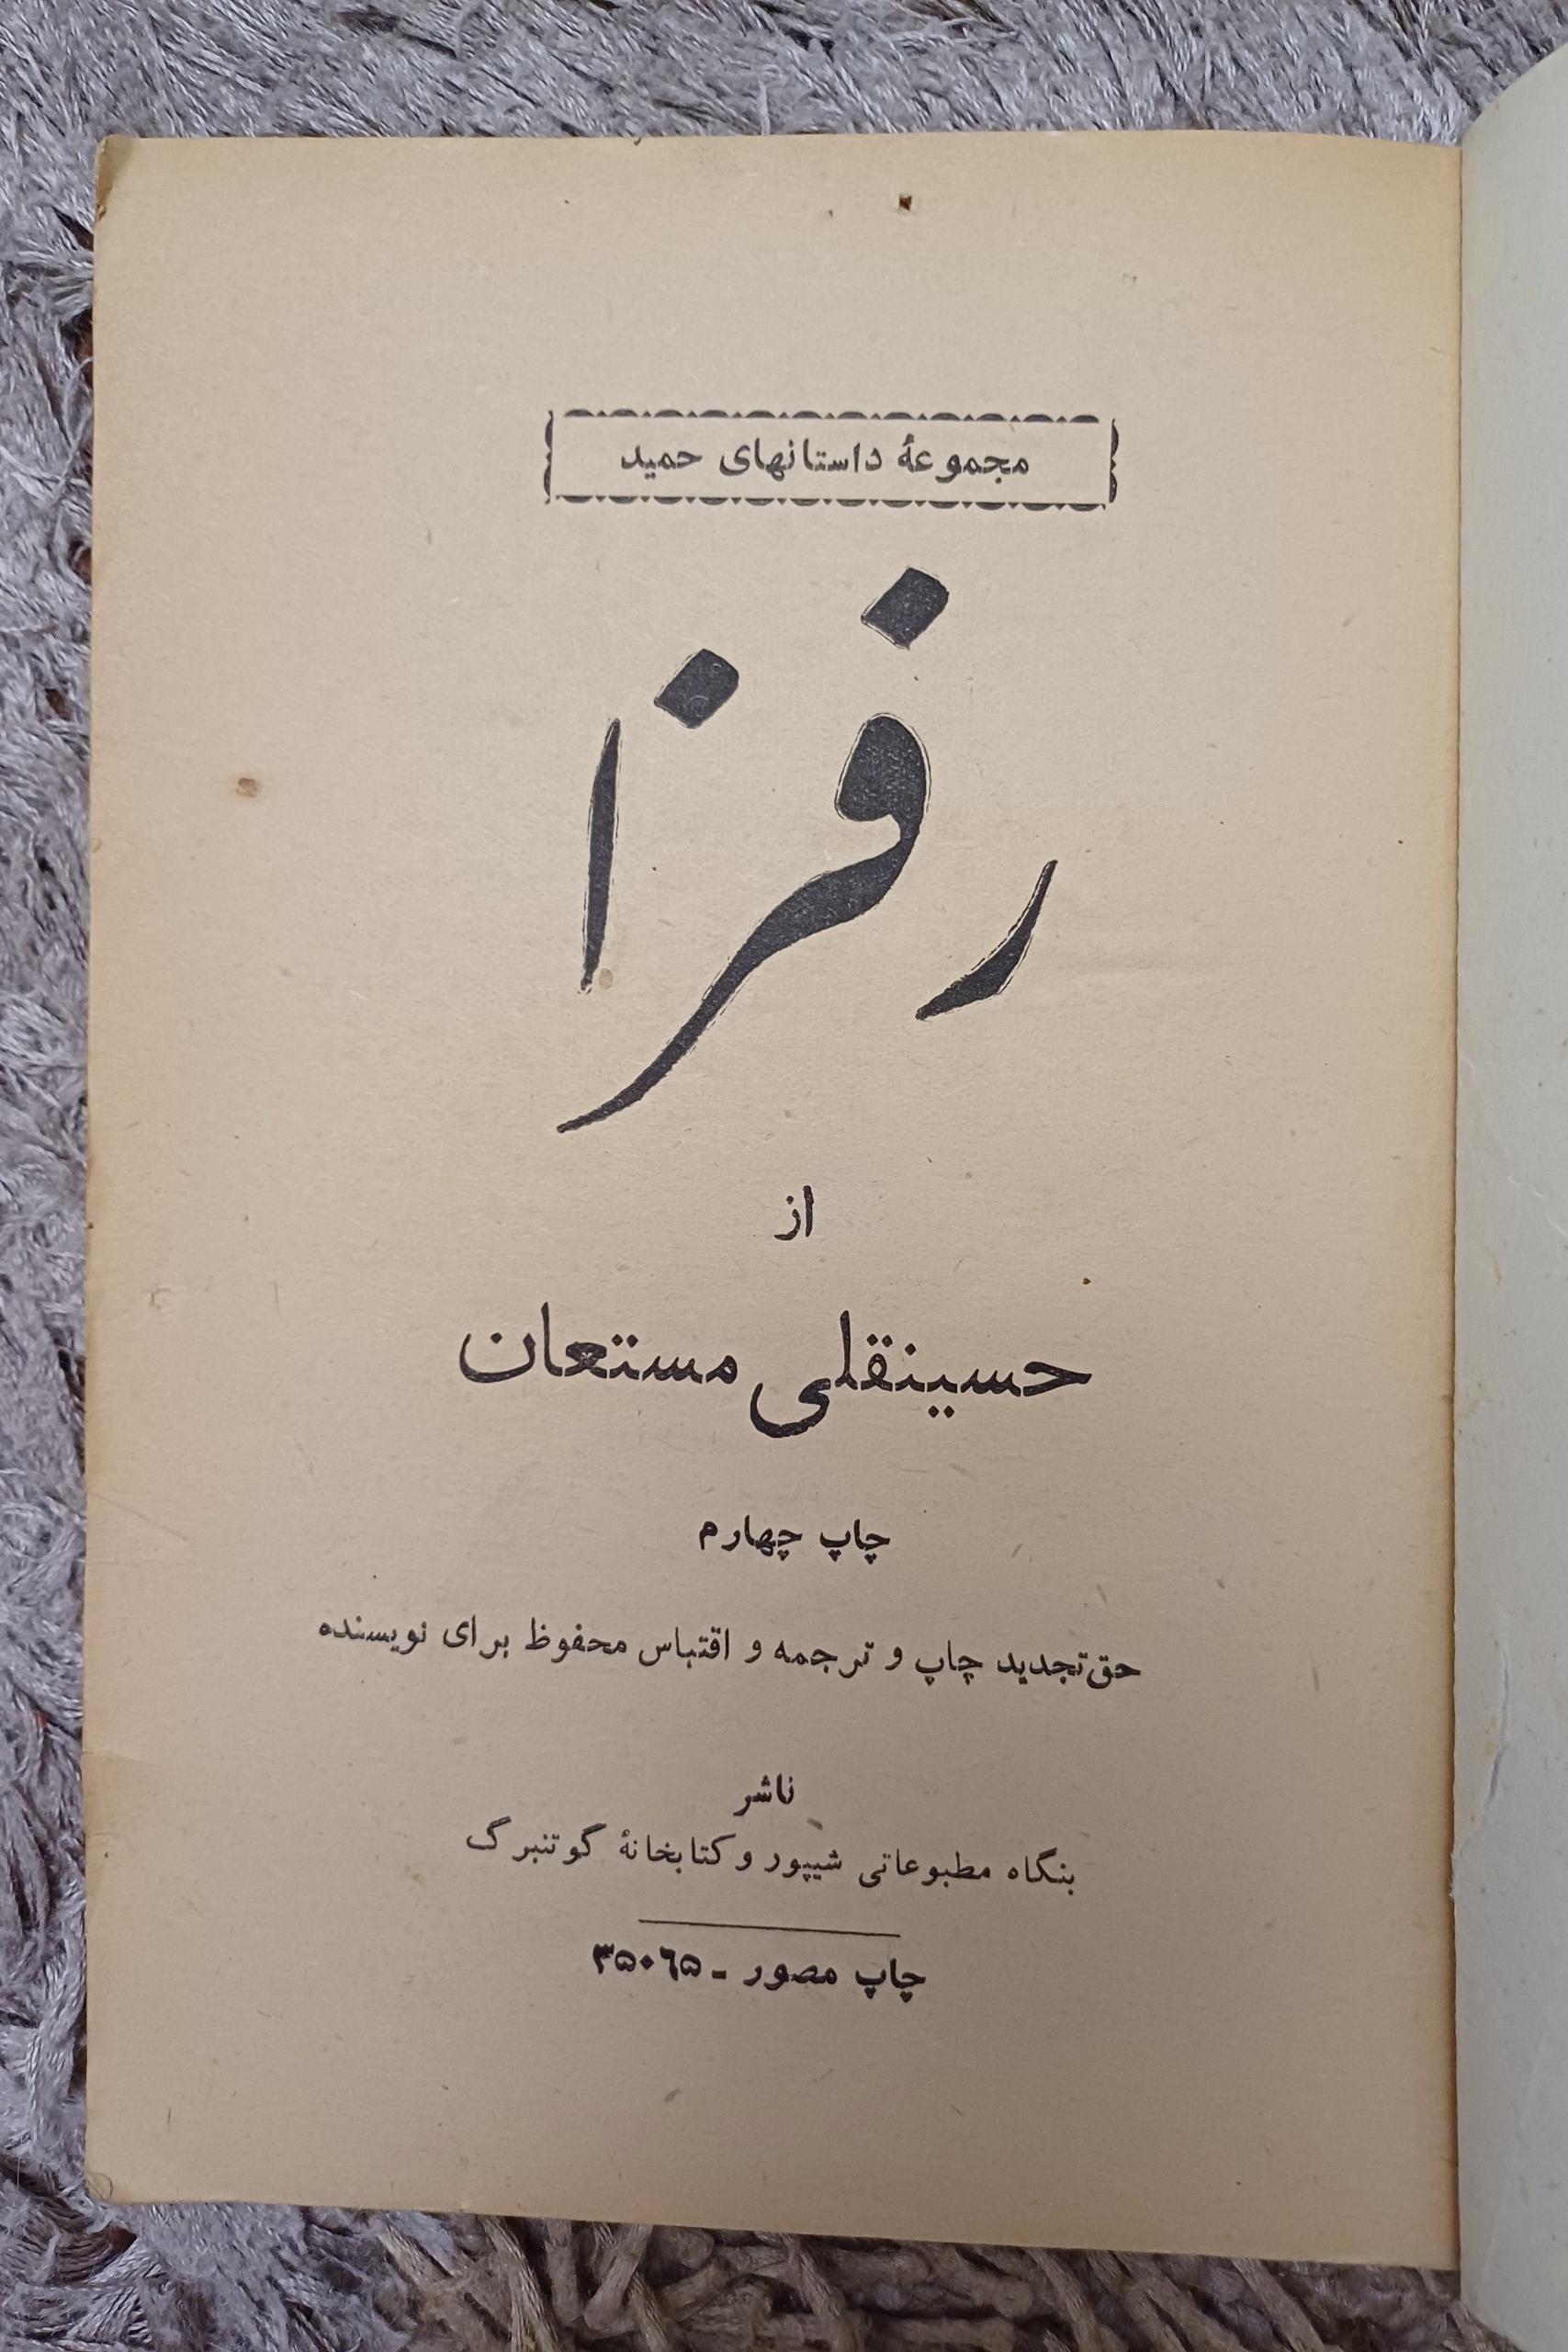 مجموعهٔ داستانهای حمید
رفزا
از
حسینقلی مستعان
چاپ چهارم
حق تجدید چاپ و ترجمه و اقتباس محفوظ برای نویسنده
ناشر
بنگاه مطبوعاتی شیپور و کتابخانهٔ گوتنبرگ
چاپ مصور ـ ۳۵۰۶۵